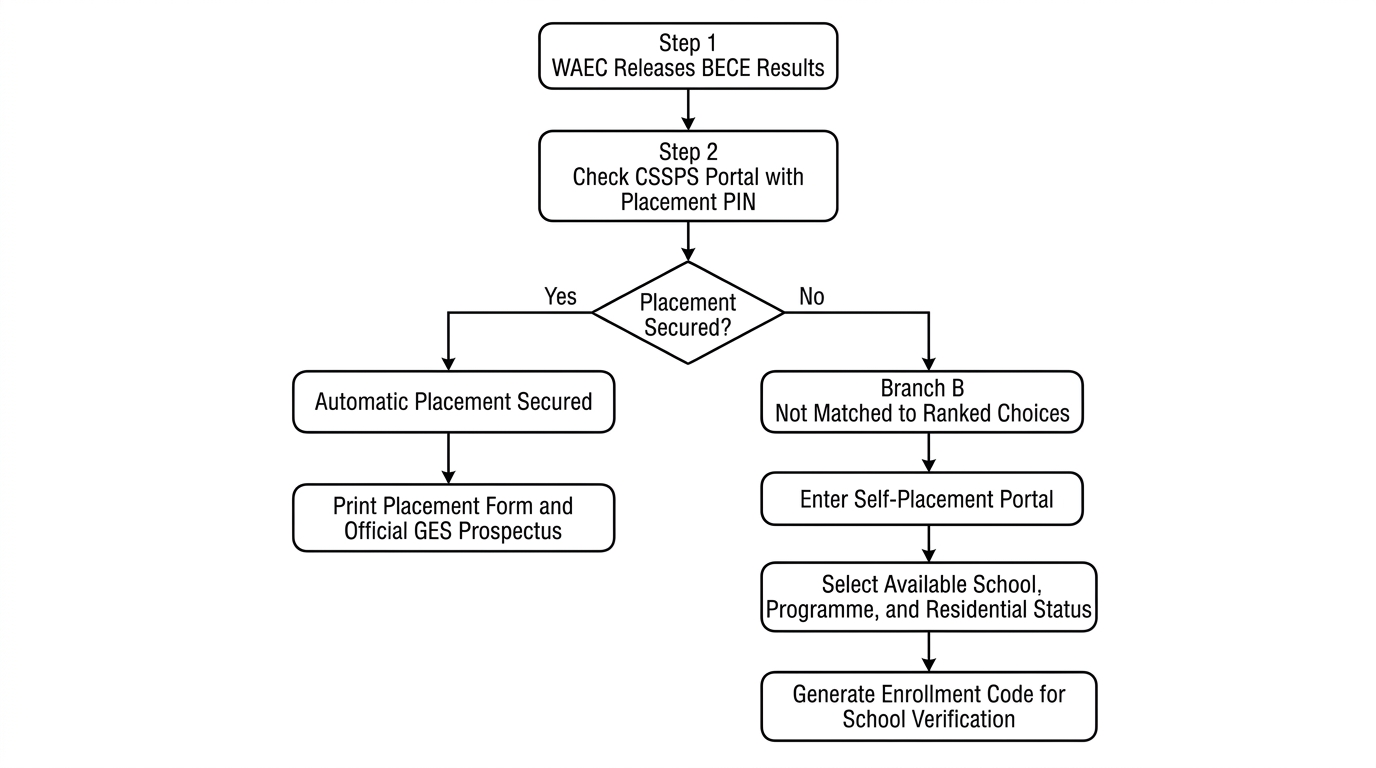 Step 1
WAEC Releases BECE Results
Step 2
Check CSSPS Portal with
Placement PIN
Placement
Secured?
Yes
No
Automatic Placement Secured
Print Placement Form and
Official GES Prospectus
Branch B
Not Matched to Ranked Choices
Enter Self-Placement Portal
Select Available School,
Programme, and Residential Status
Generate Enrollment Code for
School Verification